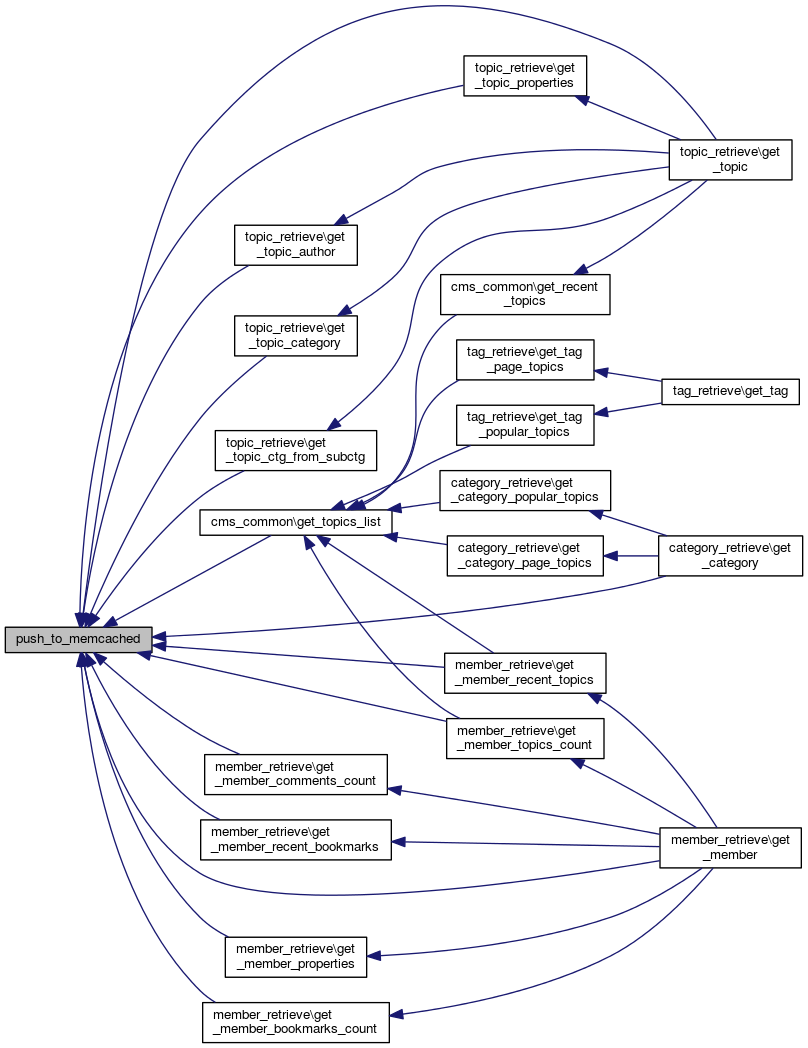 topic_retrieve\get
_topic_properties
topic_retrieve\get
_topic
topic_retrieve\get
_topic_author
cms_common\get_recent
_topics
topic_retrieve\get
_topic_category
tag_retrieve\get_tag
_page_topics
tag_retrieve\get_tag
tag_retrieve\get_tag
_popular_topics
topic_retrieve\get
_topic_ctg_from_subctg
category_retrieve\get
_category_popular_topics
cms_common\get_topics_list
category_retrieve\get
_category_page_topics
category_retrieve\get
_category
push_to_memcached
member_retrieve\get
_member_recent_topics
member_retrieve\get
_member_topics_count
member_retrieve\get
_member_comments_count
member_retrieve\get
_member_recent_bookmarks
member_retrieve\get
_member
member_retrieve\get
_member_properties
member_retrieve\get
_member_bookmarks_count